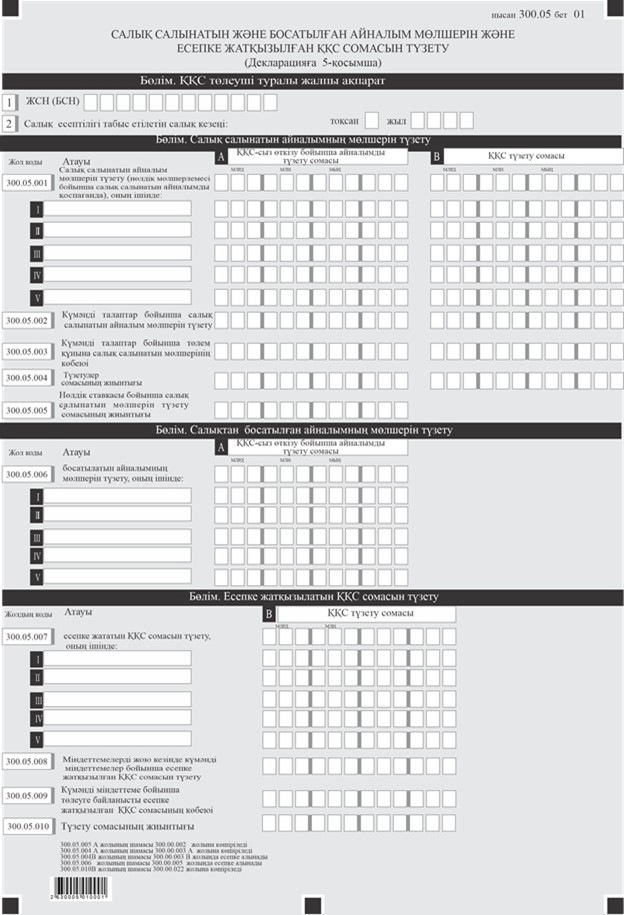 нысан 300.05 бет 01
САЛЫҚ САЛЫНАТЫН ЖӘНЕ БОСАТЫЛҒАН АЙНАЛЫМ МӨЛШЕРІН ЖӘНЕ
ЕСЕПКЕ ЖАТҚЫЗЫЛҒАН ҚҚС СОМАСЫН ТҮЗЕТУ
(Декларацияға 5-қосымша)
Бөлім. ҚҚС төлеуші туралы жалпы ақпарат
1 ЖСН (БСН)
2 Салық есептілігі табыс етілетін салық кезеңі: тоқсан жыл
Бөлім. Салық салынатын айналымның мөлшерін түзету
Жол коды Атауы A ҚҚС-сыз өткізу бойынша айналымды
түзету сомасы B ҚҚС түзету сомасы
млрд млн мың млрд млн мың
300.05.001 Салық салынатын айналым
мөлшерін түзету (нөлдік мөлшерлемесі
бойынша салық салынатын айналымды
қоспағанда), оның ішінде:
I
II
III
IV
V
300.05.002 Күмәнді талаптар бойынша салық
салынатын айналым мөлшерін түзету
300.05.003 Күмәнді талаптар бойынша төлем
құнына салық салынатын мөлшерінің
көбеюі
300.05.004 Түзетулер
сомасының жиынтығы
300.05.005 Нөлдік ставкасы бойынша салық
салынатын мөлшерін түзету
сомасының жиынтығы
Бөлім. Салықтан босатылған айналымның мөлшерін түзету
Жол коды Атауы A ҚҚС-сыз өткізу бойынша айналымды
түзету сомасы
млрд млн мың
300.05.006 босатылатын айналымның
мөлшерін түзету, оның ішінде:
I
II
III
IV
V
Бөлім. Есепке жатқызылатын ҚҚС сомасын түзету
Жолдың коды Атауы B ҚҚС түзету сомасы
млрд млн
300.05.007 есепке жататын ҚҚС сомасын түзету,
оның ішінде:
I
II
III
IV
V
300.05.008 Міндеттемелерді жою кезінде күмәнді
міндеттемелер бойынша есепке
жатқызылған ҚҚС сомасын түзету
300.05.009 Күмәнді міндеттеме бойынша
төлеуге байланысты есепке
жатқызылған ҚҚС сомасының көбеюі
300.05.010 Түзету сомасының жиынтығы
300.05.005 А жолының шамасы 300.00.002 жолына көшіріледі
300.05.004 А жолының шамасы 300.00.003 А жолына көшіріледі
300.05.004В жолының шамасы 300.00.003 В жолында есепке алынады
300.05.006 жолының шамасы 300.00.005 жолында есепке алынады
300.05.010В жолының шамасы 300.00.022 жолына көшіріледі